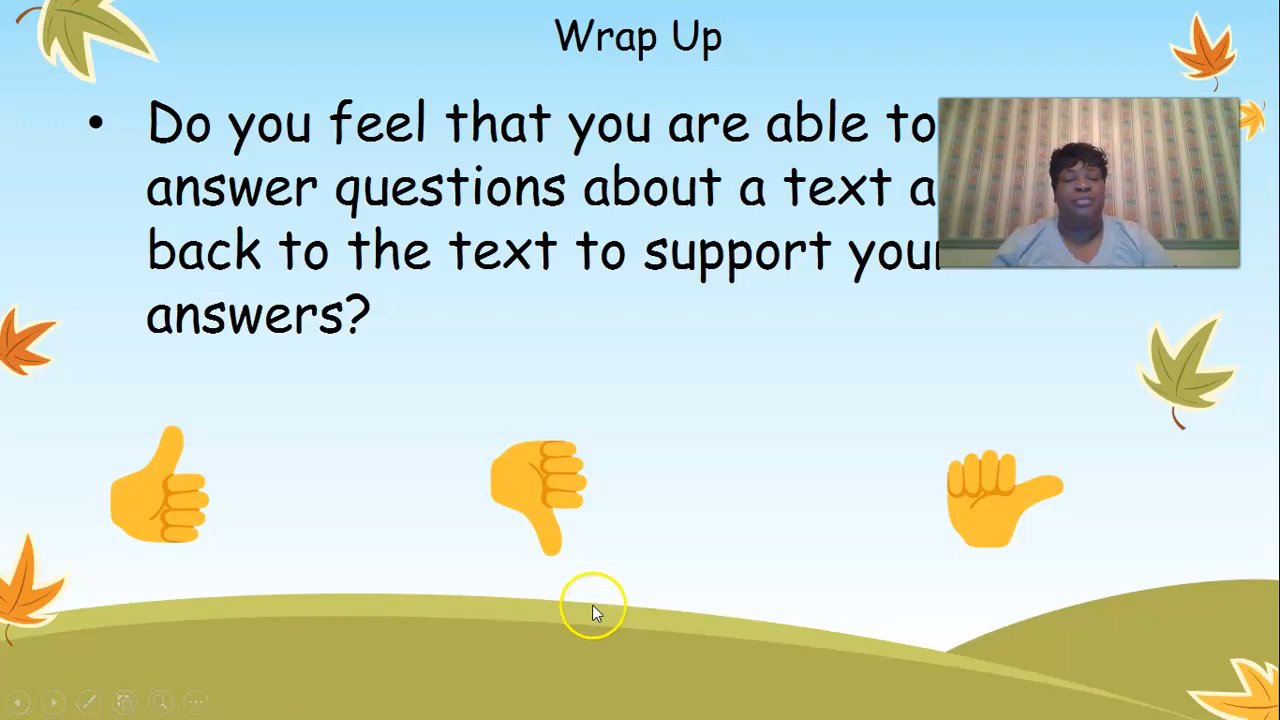 Wrap Up
• Do you feel that you are able to
answer questions about a text
back to the text to support your
answers?